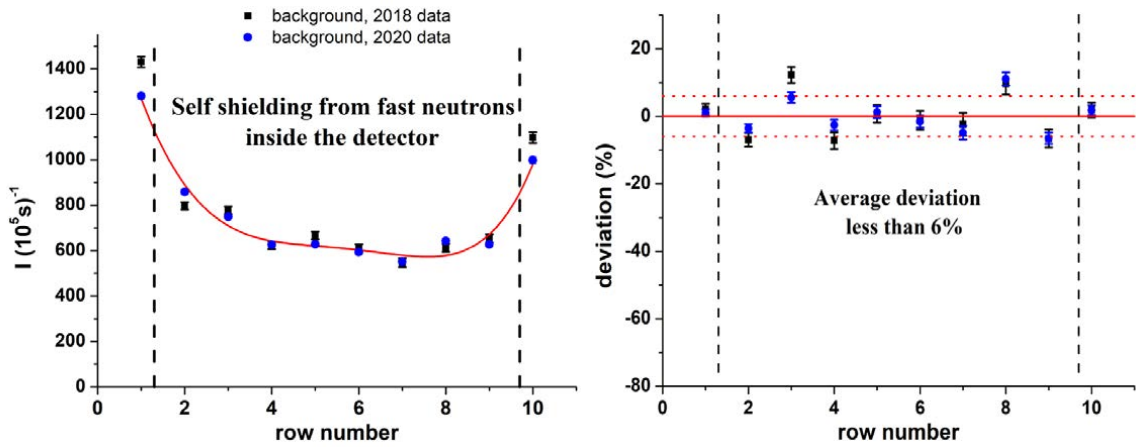 background, 2018 data
background, 2020 data
1400
1200
1000
800
600
400
200
0
I (10⁵s)⁻¹
Self shielding from fast neutrons
inside the detector
0 2 4 6 8 10
row number
20
0
-20
-40
-60
-80
deviation (%)
Average deviation
less than 6%
0 2 4 6 8 10
row number